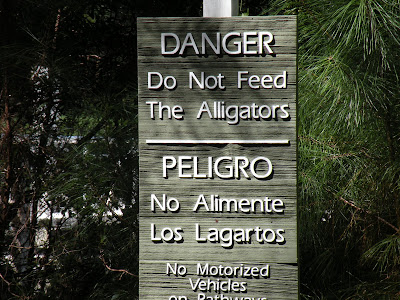 DANGER
Do Not Feed
The Alligators
PELIGRO
No Alimente
Los Lagartos
No Motorized
Vehicles
on Pathways